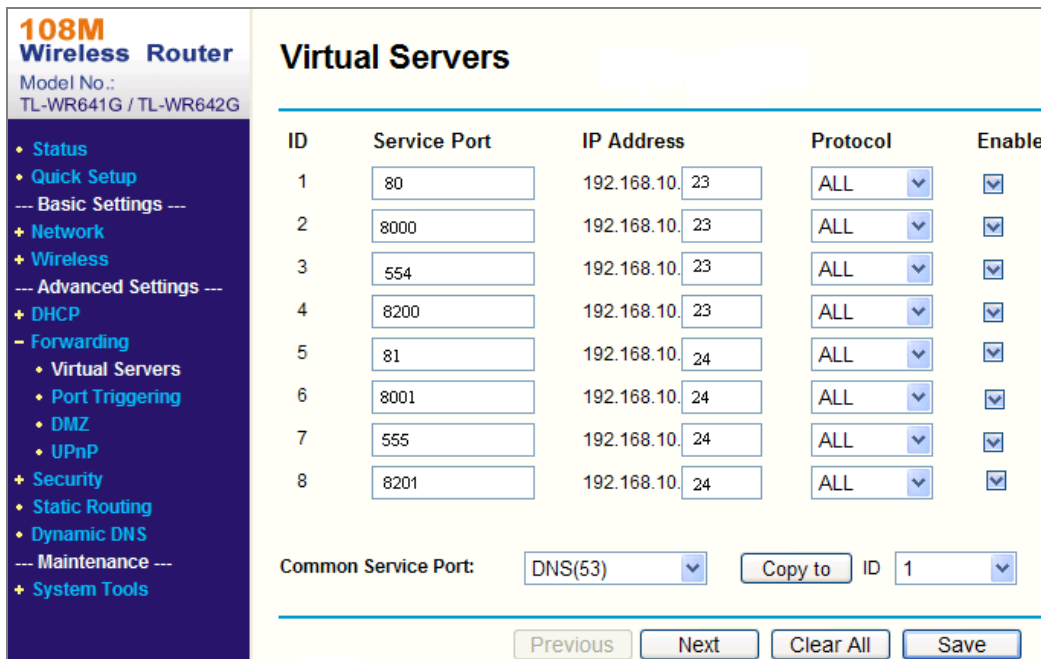 108M
Wireless Router
Model No.:
TL-WR641G / TL-WR642G
• Status
• Quick Setup
--- Basic Settings ---
+ Network
+ Wireless
--- Advanced Settings ---
+ DHCP
– Forwarding
• Virtual Servers
• Port Triggering
• DMZ
• UPnP
+ Security
• Static Routing
• Dynamic DNS
--- Maintenance ---
+ System Tools
Virtual Servers
ID Service Port IP Address Protocol Enable
1 80 192.168.10. 23 ALL
2 8000 192.168.10. 23 ALL
3 554 192.168.10. 23 ALL
4 8200 192.168.10. 23 ALL
5 81 192.168.10. 24 ALL
6 8001 192.168.10. 24 ALL
7 555 192.168.10. 24 ALL
8 8201 192.168.10. 24 ALL
Common Service Port: DNS(53) Copy to ID 1
Previous Next Clear All Save